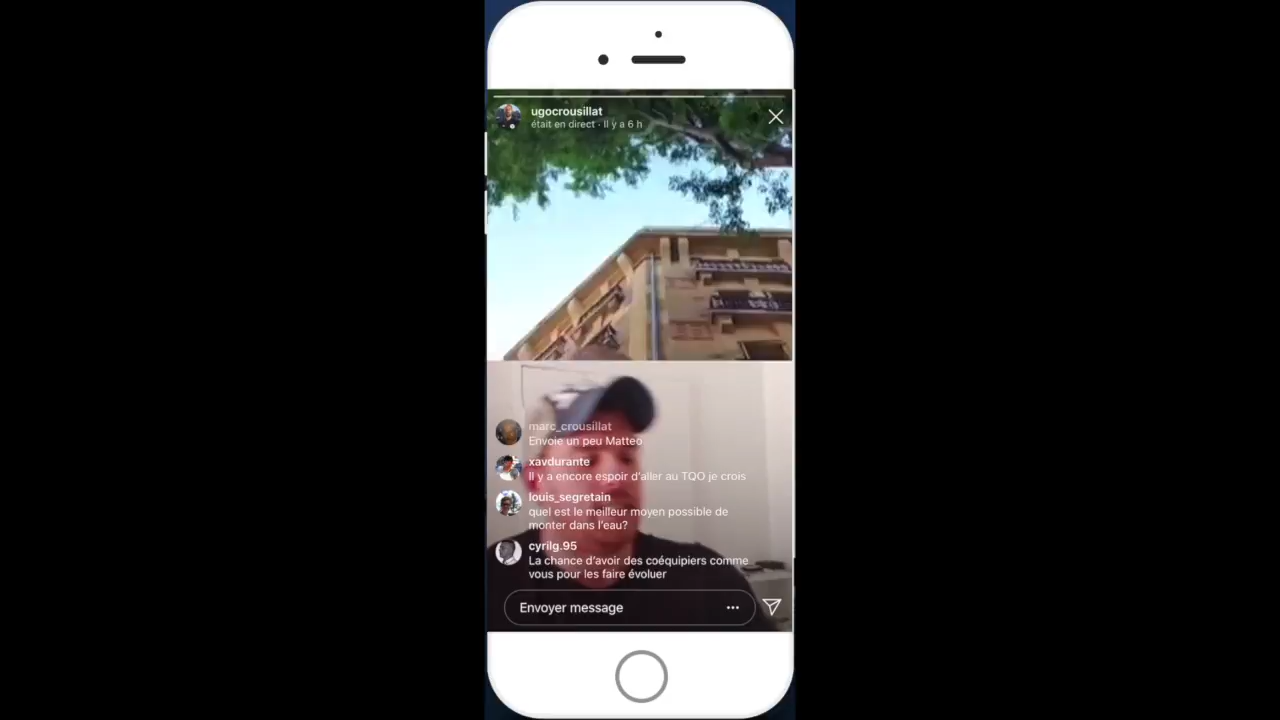 ugocrousillat
était en direct · Il y a 6 h
marc_crousillat
Envoie un peu Matteo
xavdurante
Il y a encore espoir d'aller au TQO je crois
louis_segretain
quel est le meilleur moyen possible de
monter dans l'eau?
cyrilg.95
La chance d'avoir des coéquipiers comme
vous pour les faire évoluer
Envoyer message